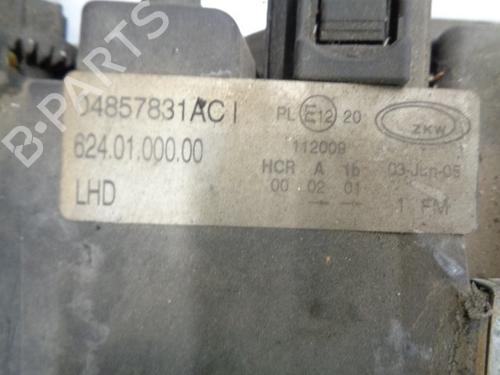 B-PARTS
04857831AC I
PL E12 20
ZKW
624.01.000.00
112009
HCR A 1b
03-Jun-05
LHD
00 02 01
1 FM